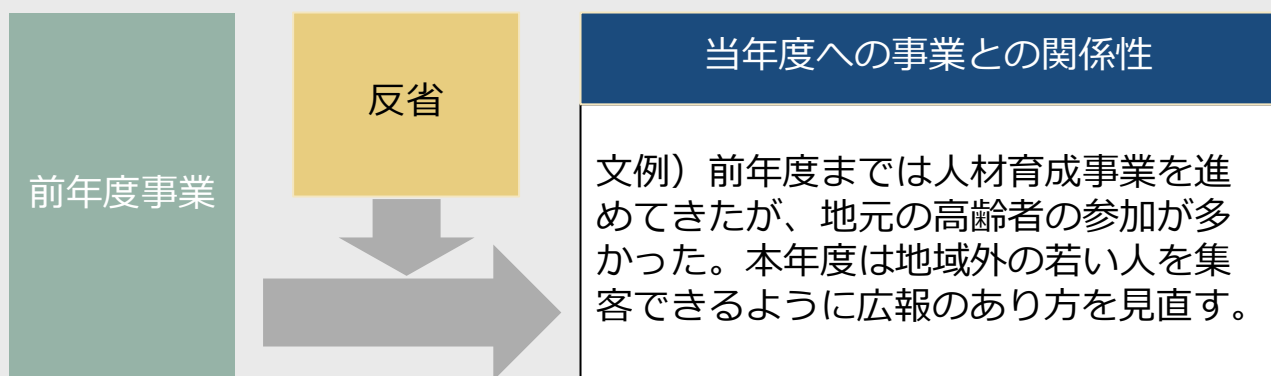 前年度事業
反省
当年度への事業との関係性
文例）前年度までは人材育成事業を進
めてきたが、地元の高齢者の参加が多
かった。本年度は地域外の若い人を集
客できるように広報のあり方を見直す。